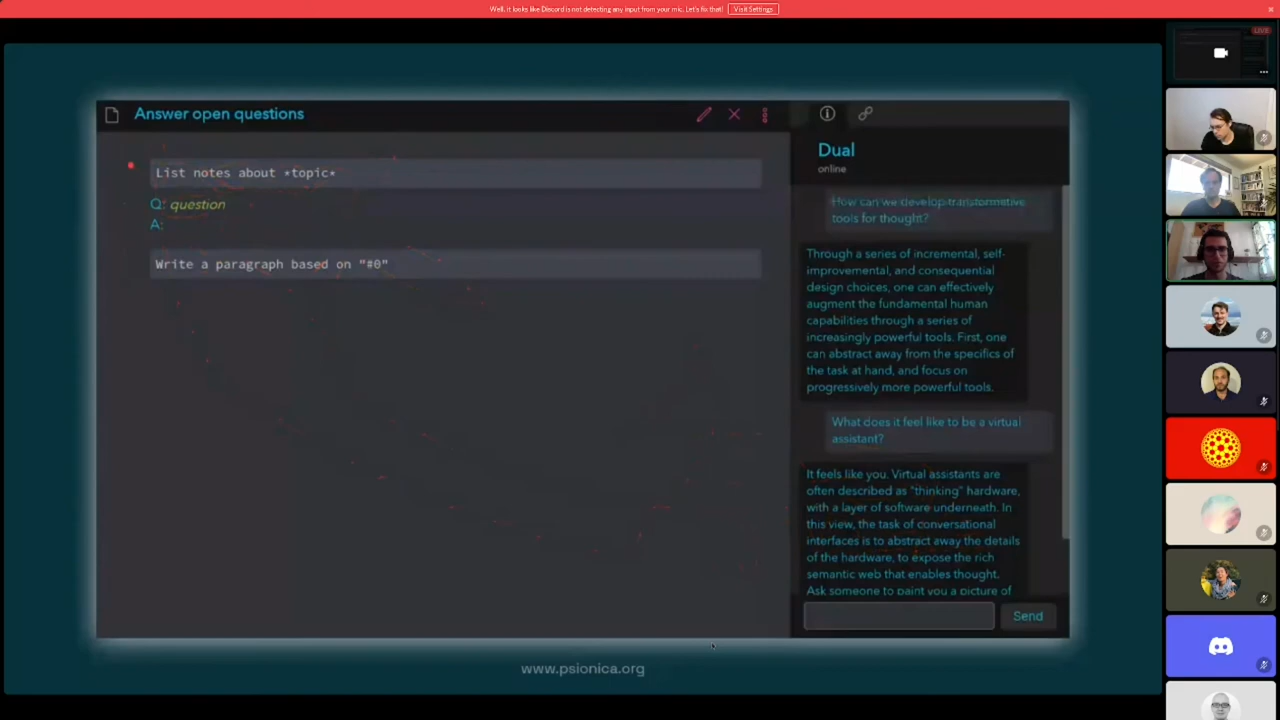 Well, it looks like Discord is not detecting any input from your mic. Let's fix that!
Visit Settings
LIVE
Answer open questions
List notes about *topic*
Q: question
A:
Write a paragraph based on "#0"
Dual
online
How can we develop transformative
tools for thought?
Through a series of incremental, self-
improvemental, and consequential
design choices, one can effectively
augment the fundamental human
capabilities through a series of
increasingly powerful tools. First, one
can abstract away from the specifics
of the task at hand, and focus on
progressively more powerful tools.
What does it feel like to be a virtual
assistant?
It feels like you. Virtual assistants are
often described as "thinking" hardware,
with a layer of software underneath. In
this view, the task of conversational
interfaces is to abstract away the details
of the hardware, to expose the rich
semantic web that enables thought.
Ask someone to paint you a picture of
Send
www.psionica.org